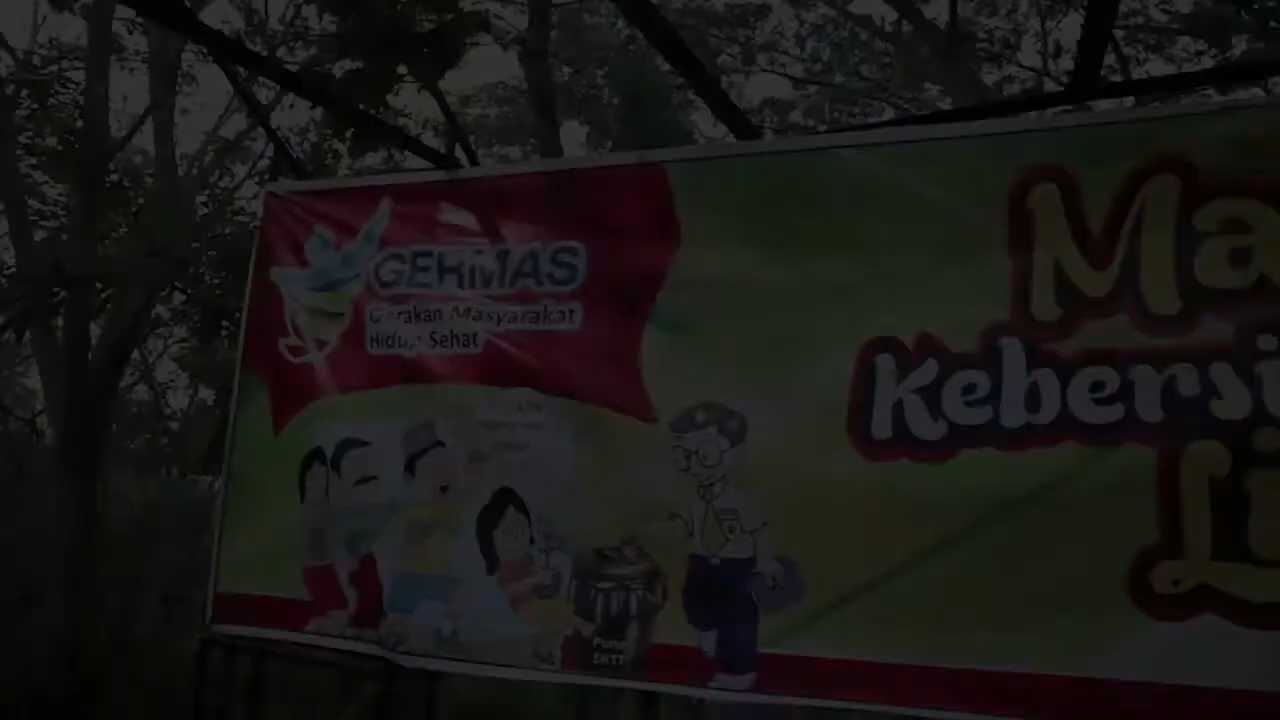 GERMAS
Gerakan Masyarakat
Hidup Sehat
Ma
Kebersi
Li